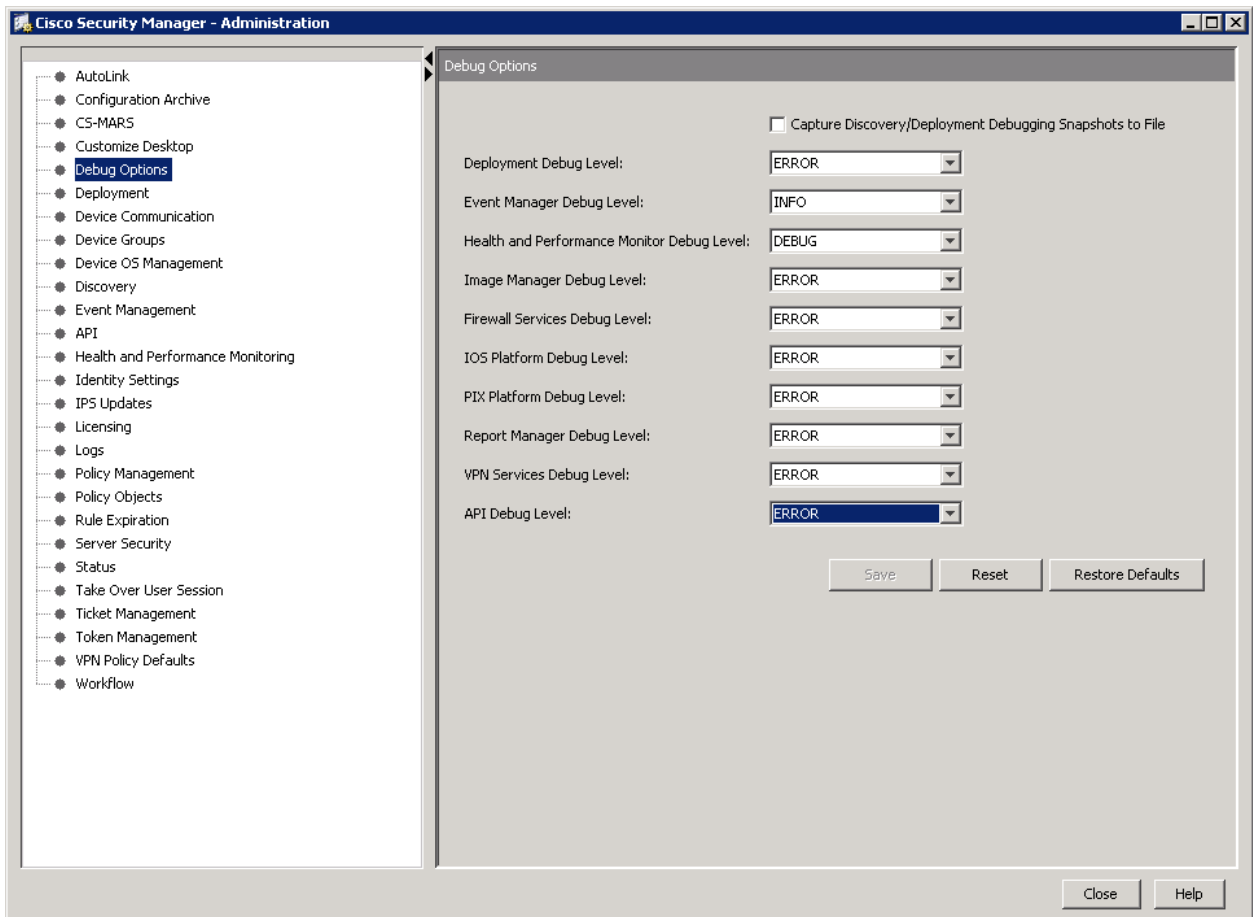 Cisco Security Manager - Administration
AutoLink
Configuration Archive
CS-MARS
Customize Desktop
Debug Options
Deployment
Device Communication
Device Groups
Device OS Management
Discovery
Event Management
API
Health and Performance Monitoring
Identity Settings
IPS Updates
Licensing
Logs
Policy Management
Policy Objects
Rule Expiration
Server Security
Status
Take Over User Session
Ticket Management
Token Management
VPN Policy Defaults
Workflow
Debug Options
Capture Discovery/Deployment Debugging Snapshots to File
Deployment Debug Level: ERROR
Event Manager Debug Level: INFO
Health and Performance Monitor Debug Level: DEBUG
Image Manager Debug Level: ERROR
Firewall Services Debug Level: ERROR
IOS Platform Debug Level: ERROR
PIX Platform Debug Level: ERROR
Report Manager Debug Level: ERROR
VPN Services Debug Level: ERROR
API Debug Level: ERROR
Save Reset Restore Defaults
Close Help